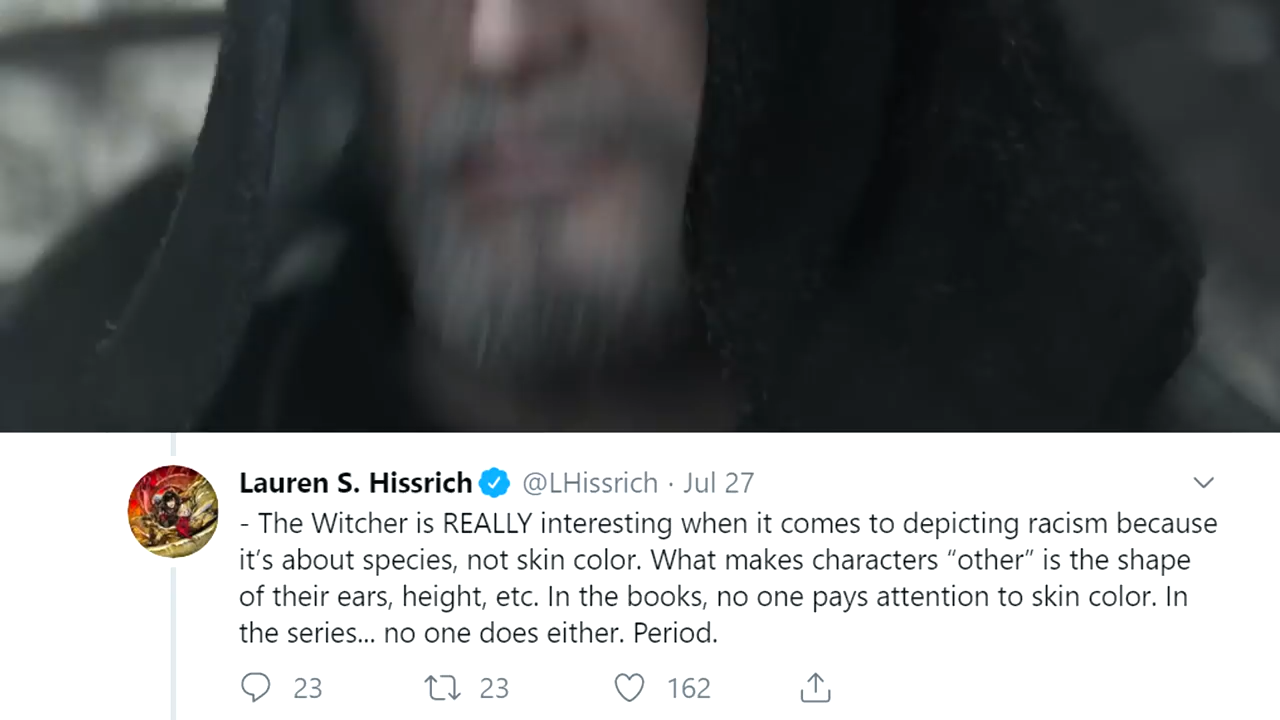 Lauren S. Hissrich @LHissrich · Jul 27
- The Witcher is REALLY interesting when it comes to depicting racism because
it’s about species, not skin color. What makes characters “other” is the shape
of their ears, height, etc. In the books, no one pays attention to skin color. In
the series... no one does either. Period.
23 23 162